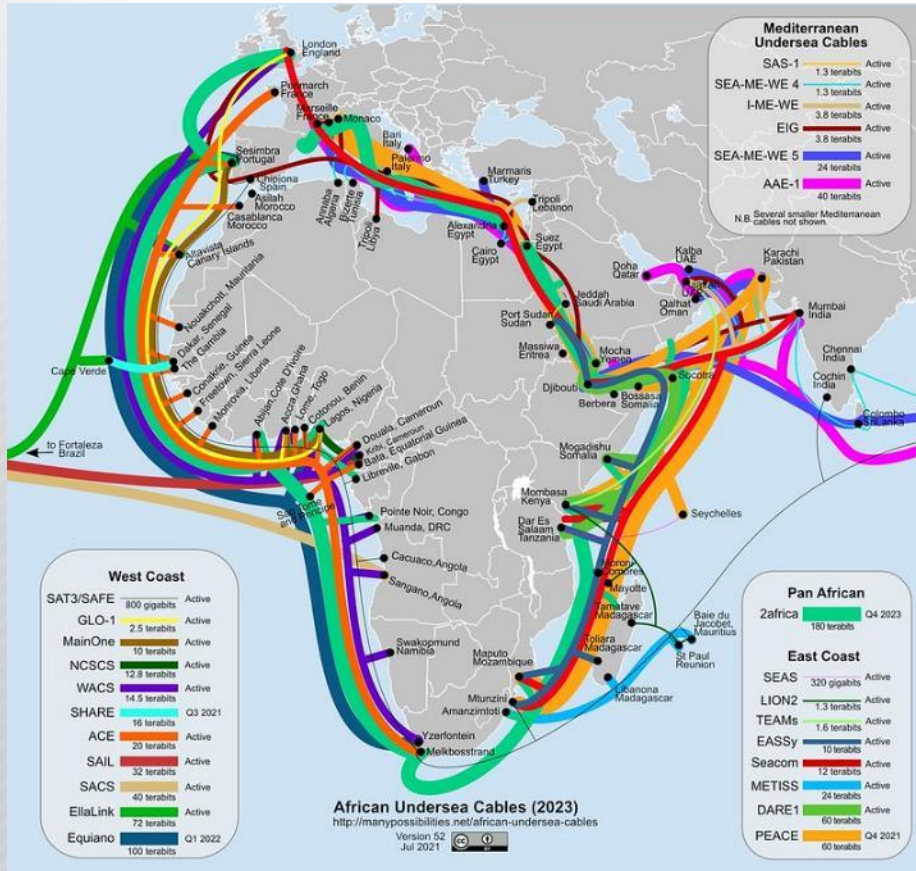 Mediterranean
Undersea Cables
SAS-1
Active
1.3 terabits
SEA-ME-WE 4
Active
1.3 terabits
I-ME-WE
Active
3.8 terabits
EIG
Active
3.8 terabits
SEA-ME-WE 5
Active
24 terabits
AAE-1
Active
40 terabits
N.B. Several smaller Mediterranean
cables not shown.
London
England
Penmarch
France
Marseille
France
Monaco
Bari
Italy
Sesimbra
Portugal
Palermo
Italy
Marmaris
Turkey
Chipiona
Spain
Asilah
Morocco
Casablanca
Morocco
Annaba
Algeria
Bizerte
Tunisia
Tripoli
Libya
Tripoli
Lebanon
Alexandria
Egypt
Cairo
Egypt
Suez
Egypt
Altavista
Canary Islands
Doha
Qatar
Kalba
UAE
UAE
Qalhat
Oman
Karachi
Pakistan
Mumbai
India
Jeddah
Saudi Arabia
Port Sudan
Sudan
Massiwa
Eritrea
Mocha
Yemen
Chennai
India
Cochin
India
Colombo
Sri Lanka
Nouakchott, Mauritania
Dakar, Senegal
The Gambia
Cape Verde
Conakrie, Guinea
Freetown, Sierra Leone
Monrovia, Liberia
Abijan, Cote D'Ivoire
Accra, Ghana
Lome, Togo
Cotonou, Benin
Lagos, Nigeria
Douala, Cameroun
Kribi, Cameroun
Bata, Equatorial Guinea
Libreville, Gabon
Djibouti
Berbera
Bossasa
Somalia
Socotra
to Fortaleza
Brazil
Sao Tome
and Principe
Mogadishu
Somalia
Mombasa
Kenya
Dar Es
Salaam
Tanzania
Seychelles
Pointe Noir, Congo
Muanda, DRC
Cacuaco, Angola
Sangano, Angola
Moroni
Comores
Mayotte
Tamatave
Madagascar
Baie du
Jacobet,
Mauritius
St Paul
Reunion
Toliara
Madagascar
Libanona
Madagascar
Maputo
Mozambique
Swakopmund
Namibia
Mtunzini
Amanzimtoti
Yzerfontein
Melkbosstrand
West Coast
SAT3/SAFE
Active
800 gigabits
GLO-1
Active
2.5 terabits
MainOne
Active
10 terabits
NCSCS
Active
12.8 terabits
WACS
Active
14.5 terabits
SHARE
Q3 2021
16 terabits
ACE
Active
20 terabits
SAIL
Active
32 terabits
SACS
Active
40 terabits
EllaLink
Active
72 terabits
Equiano
Q1 2022
100 terabits
Pan African
2africa
Q4 2023
180 terabits
East Coast
SEAS
Active
320 gigabits
LION2
Active
1.3 terabits
TEAMs
Active
1.6 terabits
EASSy
Active
10 terabits
Seacom
Active
12 terabits
METISS
Active
24 terabits
DARE1
Active
60 terabits
PEACE
Q4 2021
60 terabits
African Undersea Cables (2023)
http://manypossibilities.net/african-undersea-cables
Version 52
Jul 2021
cc